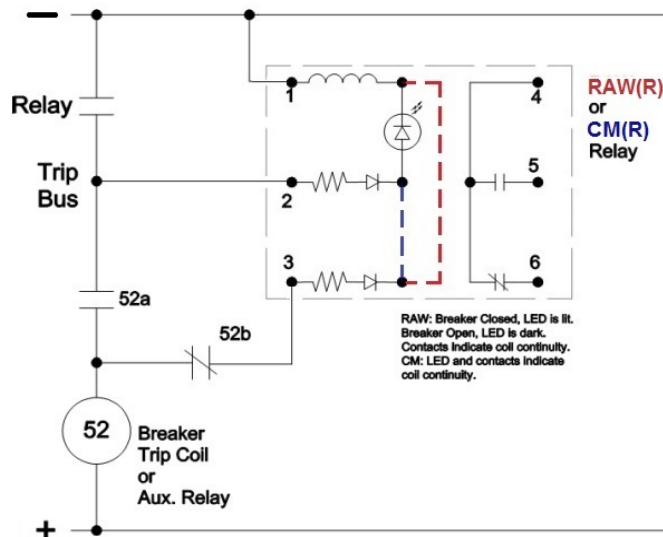 −
Relay
Trip
Bus
1
2
3
4
5
6
RAW(R)
or
CM(R)
Relay
52a
52b
RAW: Breaker Closed, LED is lit.
Breaker Open, LED is dark.
Contacts Indicate coil continuity.
CM: LED and contacts indicate
coil continuity.
52
Breaker
Trip Coil
or
Aux. Relay
+